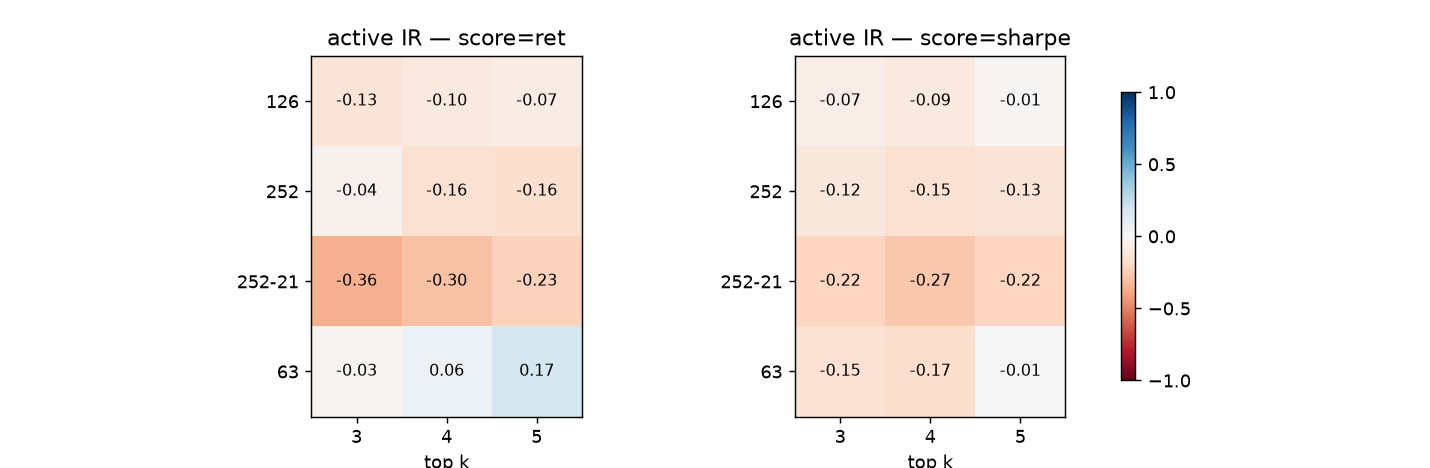 active IR — score=ret
126 -0.13 -0.10 -0.07
252 -0.04 -0.16 -0.16
252-21 -0.36 -0.30 -0.23
63 -0.03 0.06 0.17
3 4 5
top k
active IR — score=sharpe
126 -0.07 -0.09 -0.01
252 -0.12 -0.15 -0.13
252-21 -0.22 -0.27 -0.22
63 -0.15 -0.17 -0.01
3 4 5
top k
1.0
0.5
0.0
−0.5
−1.0